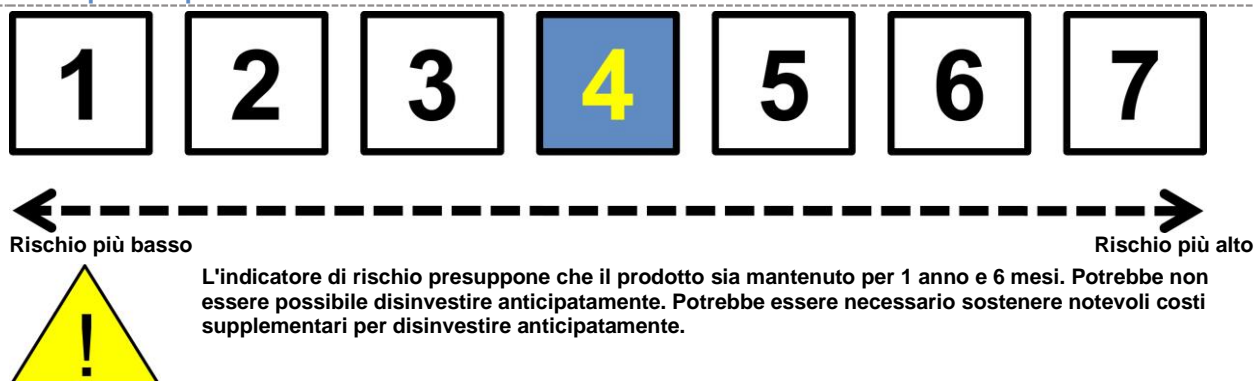 1 2 3 4 5 6 7
Rischio più basso Rischio più alto
L'indicatore di rischio presuppone che il prodotto sia mantenuto per 1 anno e 6 mesi. Potrebbe non
essere possibile disinvestire anticipatamente. Potrebbe essere necessario sostenere notevoli costi
supplementari per disinvestire anticipatamente.
!